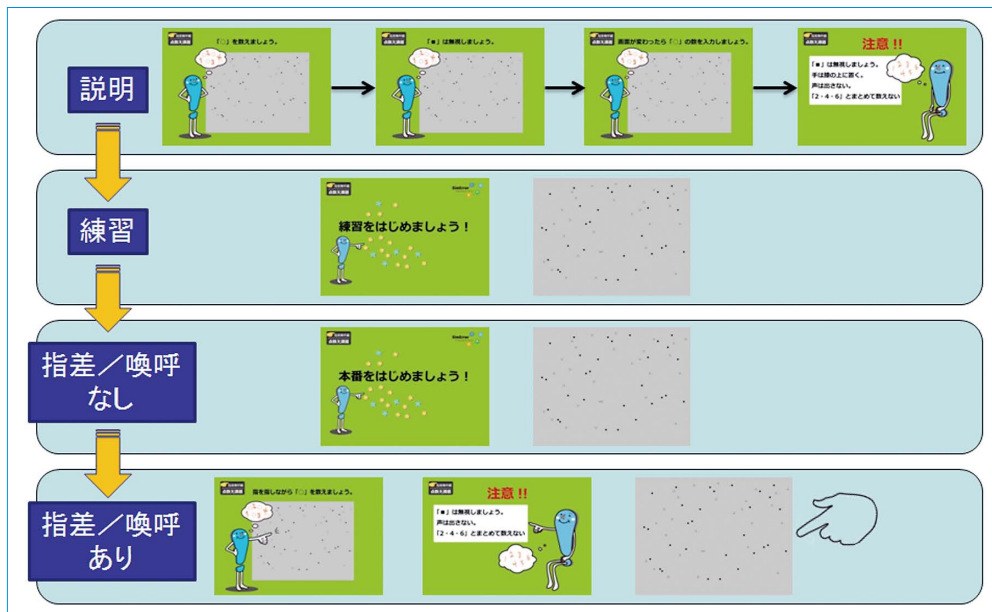 説明
「○」を数えましょう。
「■」は無視しましょう。
画面が変わったら「○」の数を入力しましょう。
注意!!
「■」は無視しましょう。
手は膝の上に置く。
声は出さない。
「2・4・6」とまとめて数えない
練習
練習をはじめましょう!
指差/喚呼
なし
本番をはじめましょう!
指差/喚呼
あり
指を指しながら「○」を数えましょう。
注意!!
「■」は無視しましょう。
声は出さない。
「2・4・6」とまとめて数えない